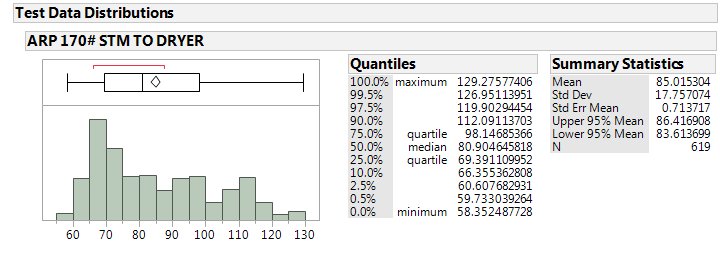 Test Data Distributions
ARP 170# STM TO DRYER
60 70 80 90 100 110 120 130
Quantiles
100.0% maximum 129.27577406
99.5% 126.95113951
97.5% 119.90294454
90.0% 112.09113703
75.0% quartile 98.14685366
50.0% median 80.904645818
25.0% quartile 69.391109952
10.0% 66.355362808
2.5% 60.607682931
0.5% 59.733039264
0.0% minimum 58.352487728
Summary Statistics
Mean 85.015304
Std Dev 17.757074
Std Err Mean 0.713717
Upper 95% Mean 86.416908
Lower 95% Mean 83.613699
N 619